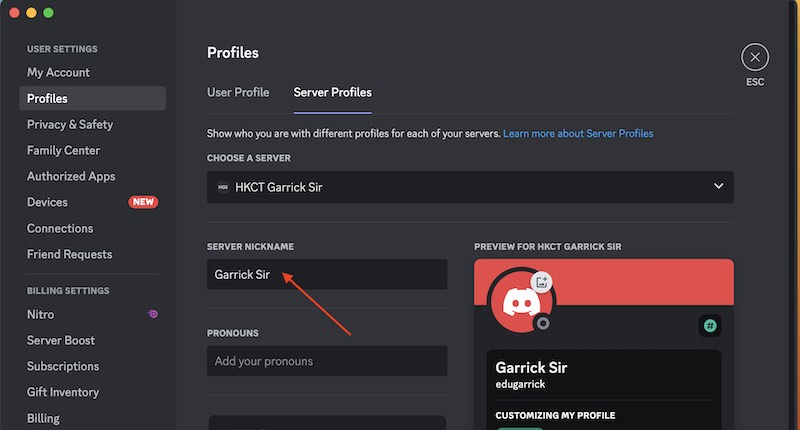 USER SETTINGS
My Account
Profiles
Privacy & Safety
Family Center
Authorized Apps
Devices NEW
Connections
Friend Requests
BILLING SETTINGS
Nitro
Server Boost
Subscriptions
Gift Inventory
Billing
Profiles
ESC
User Profile Server Profiles
Show who you are with different profiles for each of your servers. Learn more about Server Profiles
CHOOSE A SERVER
HGS HKCT Garrick Sir
SERVER NICKNAME
Garrick Sir
PRONOUNS
Add your pronouns
PREVIEW FOR HKCT GARRICK SIR
#
Garrick Sir
edugarrick
CUSTOMIZING MY PROFILE